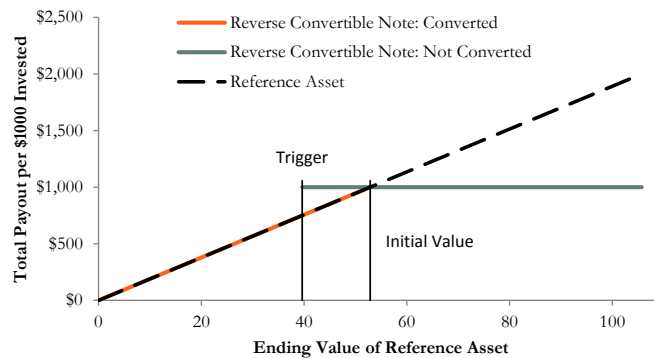 $2,500
$2,000
$1,500
$1,000
$500
$0
Total Payout per $1000 Invested
Reverse Convertible Note: Converted
Reverse Convertible Note: Not Converted
Reference Asset
Trigger
Initial Value
0 20 40 60 80 100
Ending Value of Reference Asset